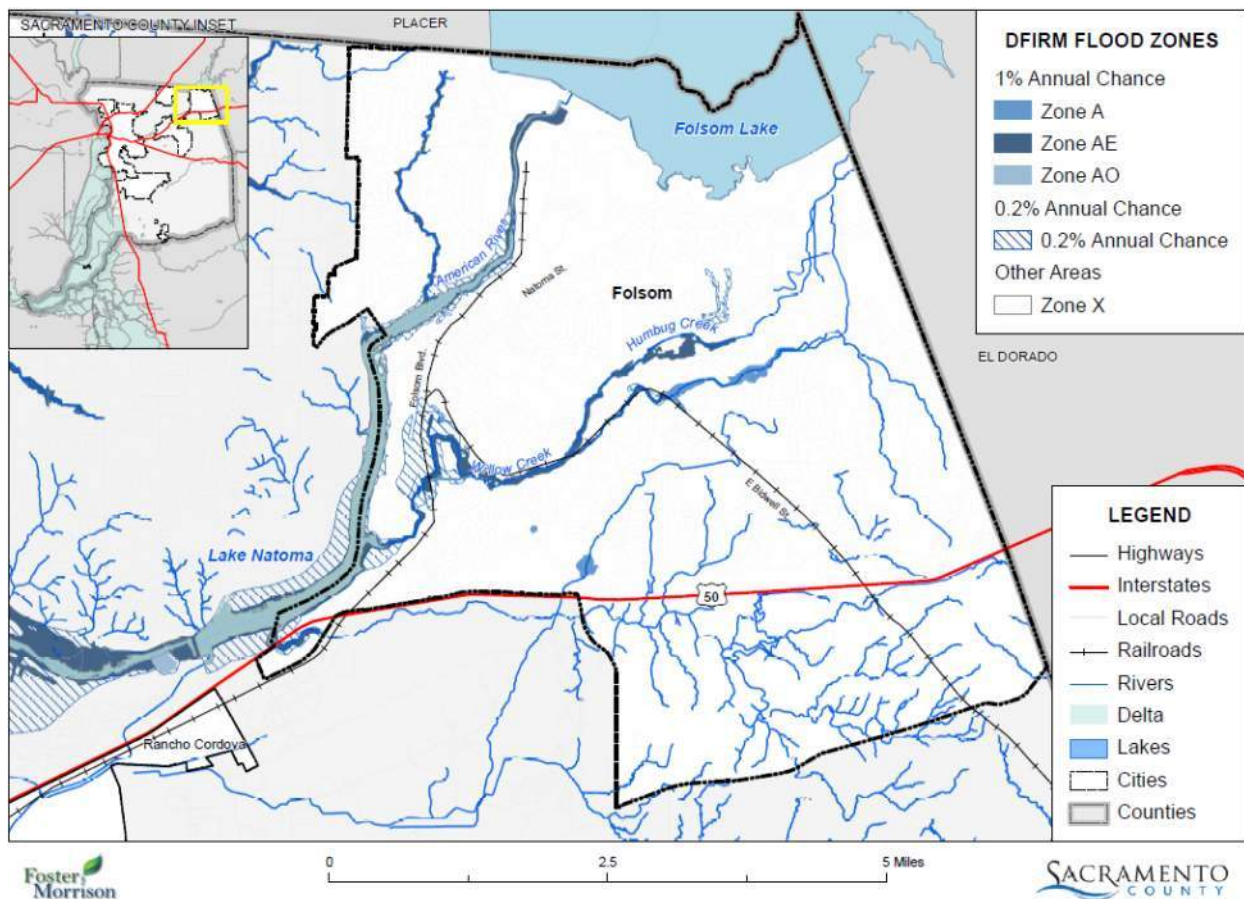 SACRAMENTO COUNTY INSET
PLACER
Folsom Lake
American River
Natoma St.
Folsom
Humbug Creek
Folsom Blvd.
Willow Creek
E Bidwell St.
EL DORADO
Lake Natoma
50
Rancho Cordova
DFIRM FLOOD ZONES
1% Annual Chance
Zone A
Zone AE
Zone AO
0.2% Annual Chance
0.2% Annual Chance
Other Areas
Zone X
LEGEND
Highways
Interstates
Local Roads
Railroads
Rivers
Delta
Lakes
Cities
Counties
Foster
Morrison
0 2.5 5 Miles
SACRAMENTO
COUNTY